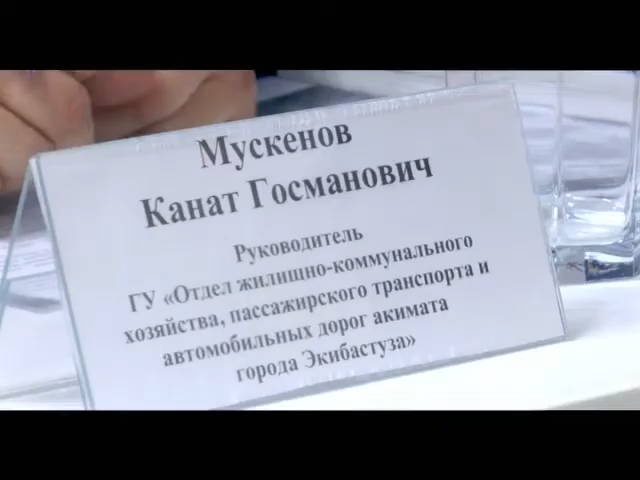 Мускенов
Канат Госманович
Руководитель
ГУ «Отдел жилищно-коммунального
хозяйства, пассажирского транспорта и
автомобильных дорог акимата
города Экибастуза»